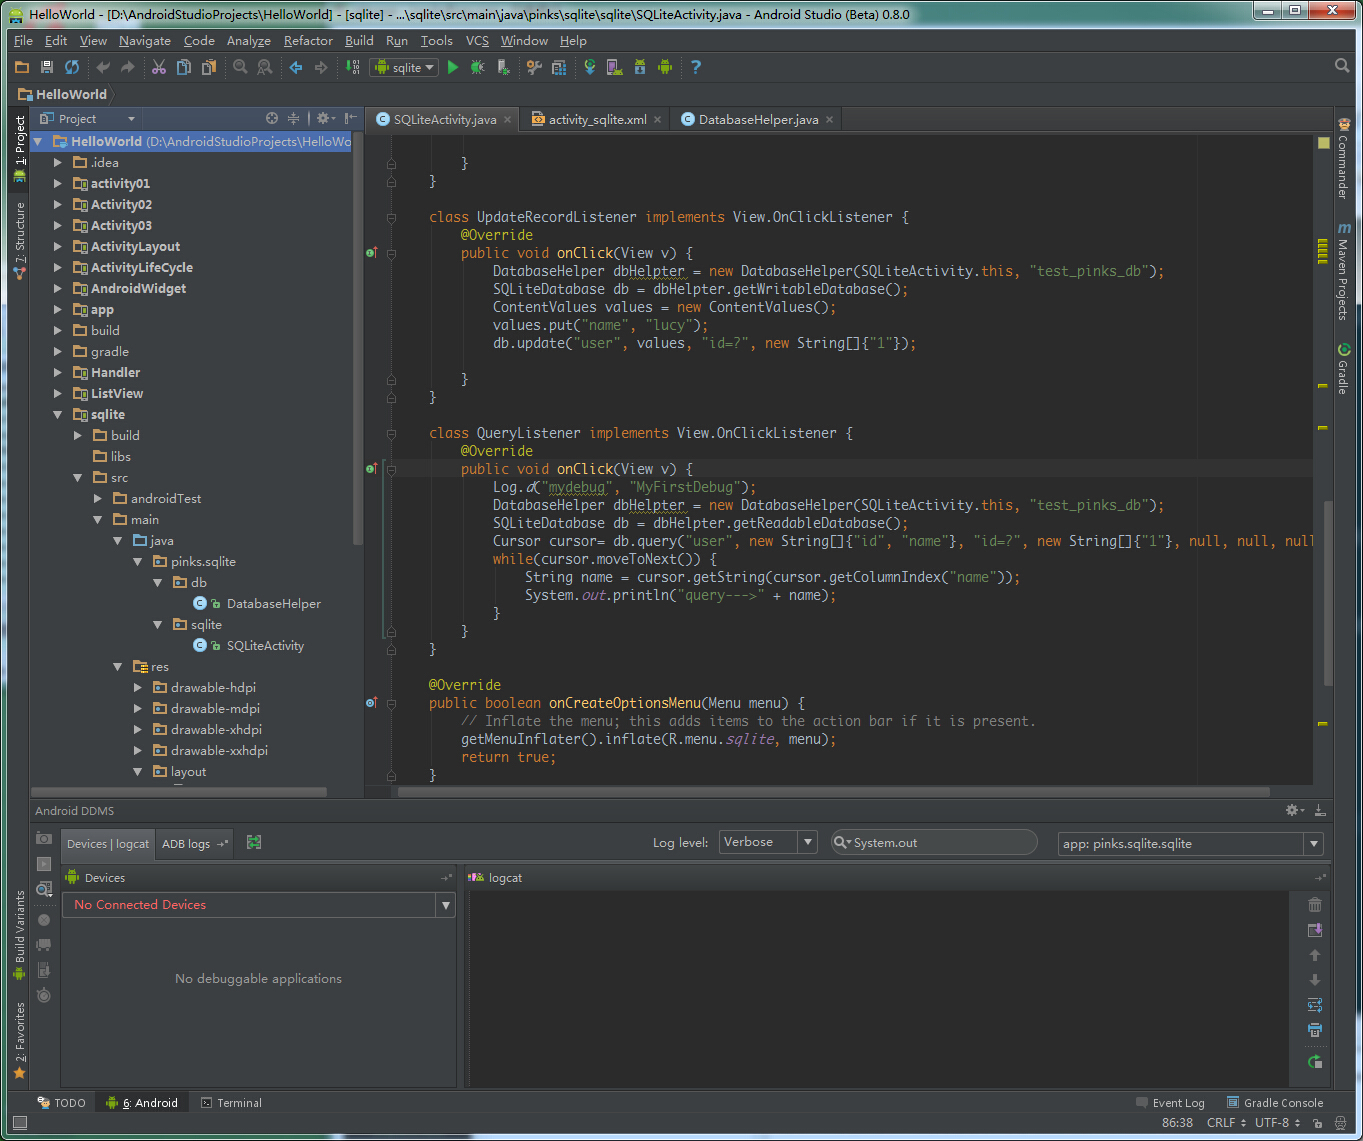 HelloWorld - [D:\AndroidStudioProjects\HelloWorld] - [sqlite] - ...\sqlite\src\main\java\pinks\sqlite\sqlite\SQLiteActivity.java - Android Studio (Beta) 0.8.0
File Edit View Navigate Code Analyze Refactor Build Run Tools VCS Window Help
sqlite
HelloWorld
Project
SQLiteActivity.java
activity_sqlite.xml
DatabaseHelper.java
1: Project
7: Structure
Build Variants
2: Favorites
HelloWorld (D:\AndroidStudioProjects\HelloWo
.idea
activity01
Activity02
Activity03
ActivityLayout
ActivityLifeCycle
AndroidWidget
app
build
gradle
Handler
ListView
sqlite
build
libs
src
androidTest
main
java
pinks.sqlite
db
DatabaseHelper
sqlite
SQLiteActivity
res
drawable-hdpi
drawable-mdpi
drawable-xhdpi
drawable-xxhdpi
layout
}
}
class UpdateRecordListener implements View.OnClickListener {
@Override
public void onClick(View v) {
DatabaseHelper dbHelpter = new DatabaseHelper(SQLiteActivity.this, "test_pinks_db");
SQLiteDatabase db = dbHelpter.getWritableDatabase();
ContentValues values = new ContentValues();
values.put("name", "lucy");
db.update("user", values, "id=?", new String[]{"1"});
}
}
class QueryListener implements View.OnClickListener {
@Override
public void onClick(View v) {
Log.d("mydebug", "MyFirstDebug");
DatabaseHelper dbHelpter = new DatabaseHelper(SQLiteActivity.this, "test_pinks_db");
SQLiteDatabase db = dbHelpter.getReadableDatabase();
Cursor cursor= db.query("user", new String[]{"id", "name"}, "id=?", new String[]{"1"}, null, null, null
while(cursor.moveToNext()) {
String name = cursor.getString(cursor.getColumnIndex("name"));
System.out.println("query--->" + name);
}
}
}
@Override
public boolean onCreateOptionsMenu(Menu menu) {
// Inflate the menu; this adds items to the action bar if it is present.
getMenuInflater().inflate(R.menu.sqlite, menu);
return true;
}
Commander
Maven Projects
Gradle
Android DDMS
Devices | logcat
ADB logs
Log level:
Verbose
System.out
app: pinks.sqlite.sqlite
Devices
logcat
No Connected Devices
No debuggable applications
TODO
6: Android
Terminal
Event Log
Gradle Console
86:38
CRLF
UTF-8